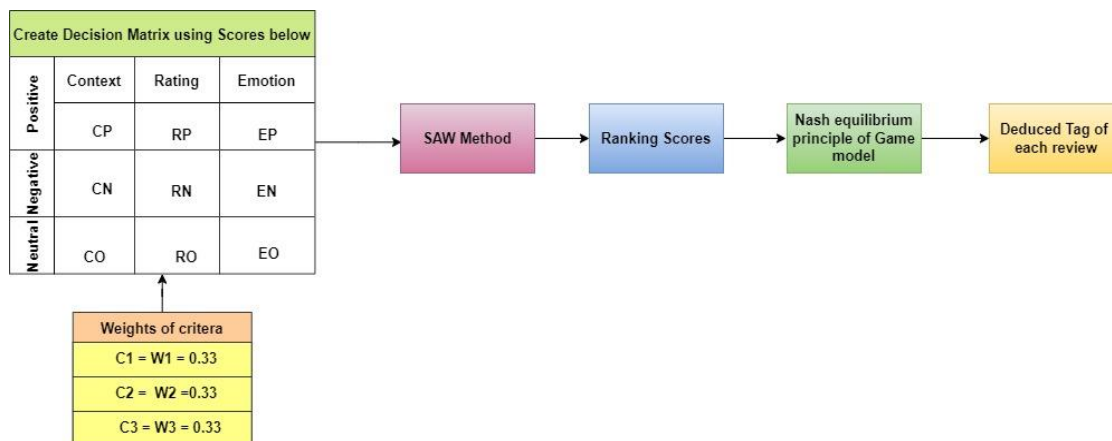 Create Decision Matrix using Scores below
Positive
Context Rating Emotion
CP RP EP
Negative
CN RN EN
Neutral
CO RO EO
Weights of critera
C1 = W1 = 0.33
C2 = W2 =0.33
C3 = W3 = 0.33
SAW Method
Ranking Scores
Nash equilibrium
principle of Game
model
Deduced Tag of
each review